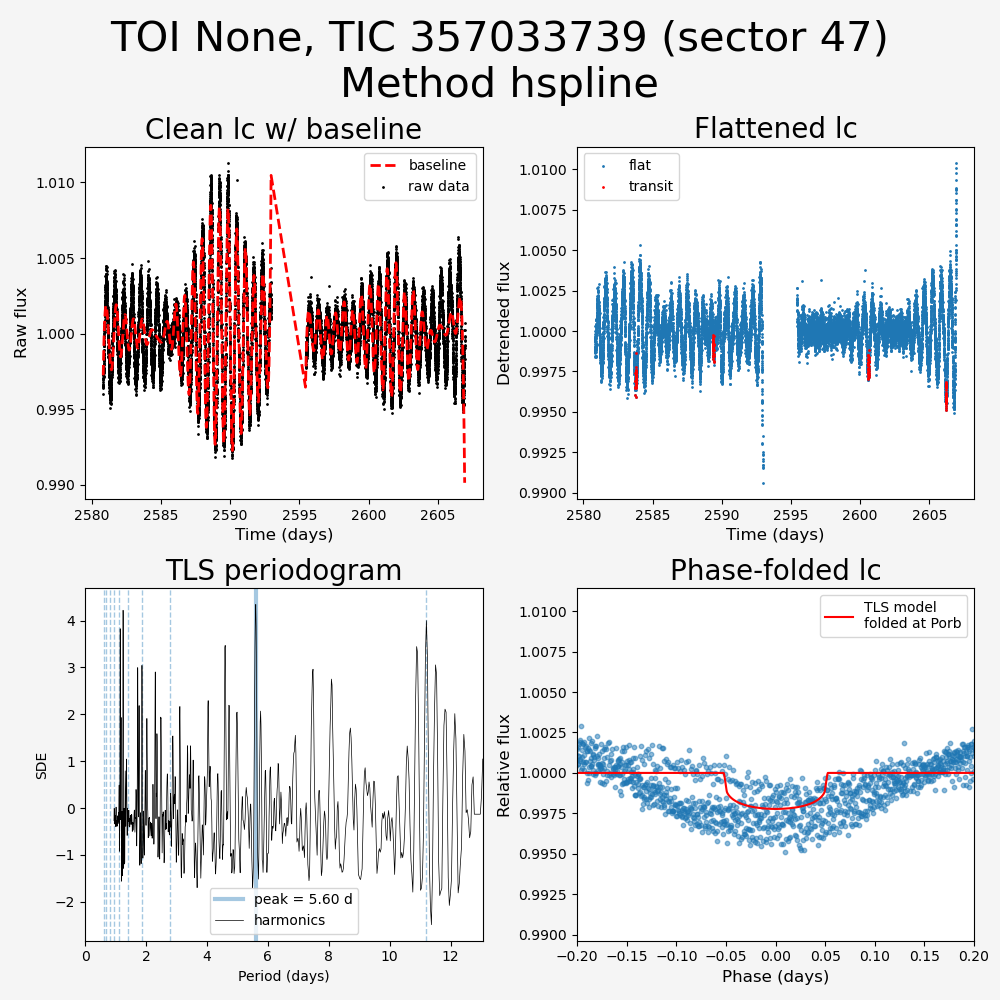 TOI None, TIC 357033739 (sector 47)
Method hspline
Clean lc w/ baseline
Raw flux
1.010
1.005
1.000
0.995
0.990
baseline
raw data
2580 2585 2590 2595 2600 2605
Time (days)
Flattened lc
Detrended flux
1.0100
1.0075
1.0050
1.0025
1.0000
0.9975
0.9950
0.9925
0.9900
flat
transit
2580 2585 2590 2595 2600 2605
Time (days)
TLS periodogram
SDE
4
3
2
1
0
−1
−2
peak = 5.60 d
harmonics
0 2 4 6 8 10 12
Period (days)
Phase-folded lc
Relative flux
1.0100
1.0075
1.0050
1.0025
1.0000
0.9975
0.9950
0.9925
0.9900
TLS model
folded at Porb
−0.20 −0.15 −0.10 −0.05 0.00 0.05 0.10 0.15 0.20
Phase (days)